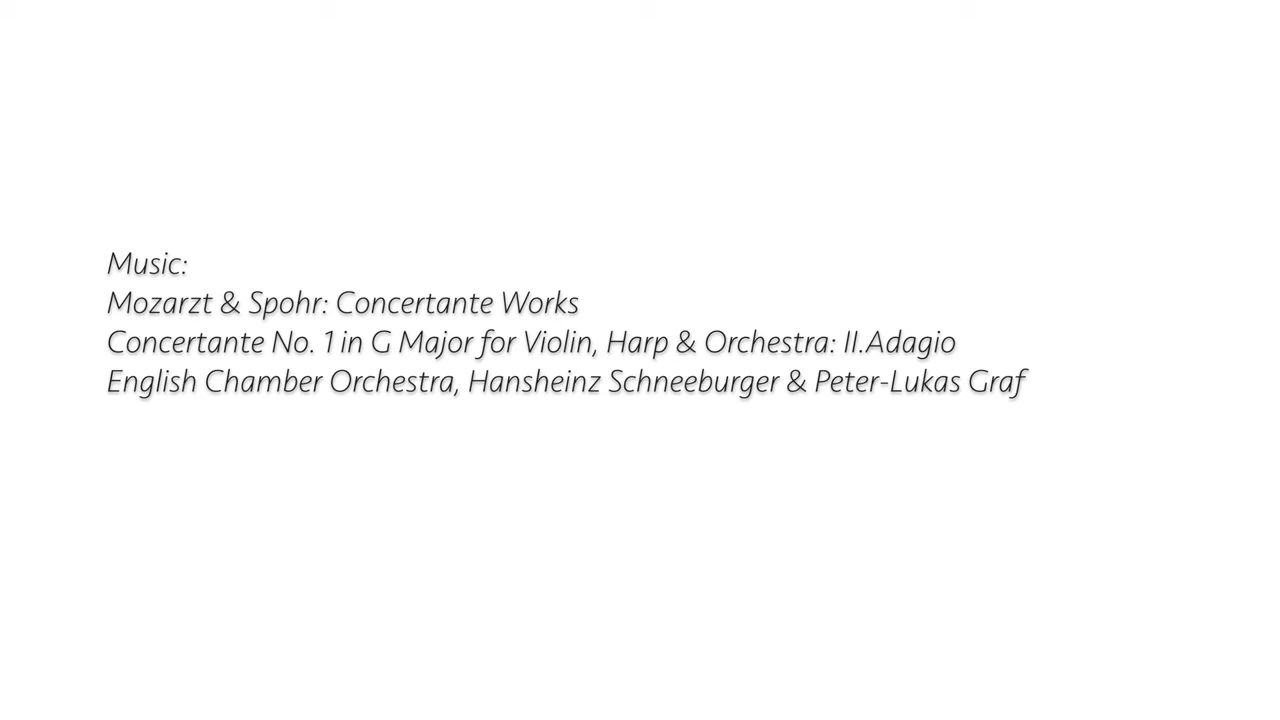 Music:
Mozarzt & Spohr: Concertante Works
Concertante No. 1 in G Major for Violin, Harp & Orchestra: II.Adagio
English Chamber Orchestra, Hansheinz Schneeburger & Peter-Lukas Graf